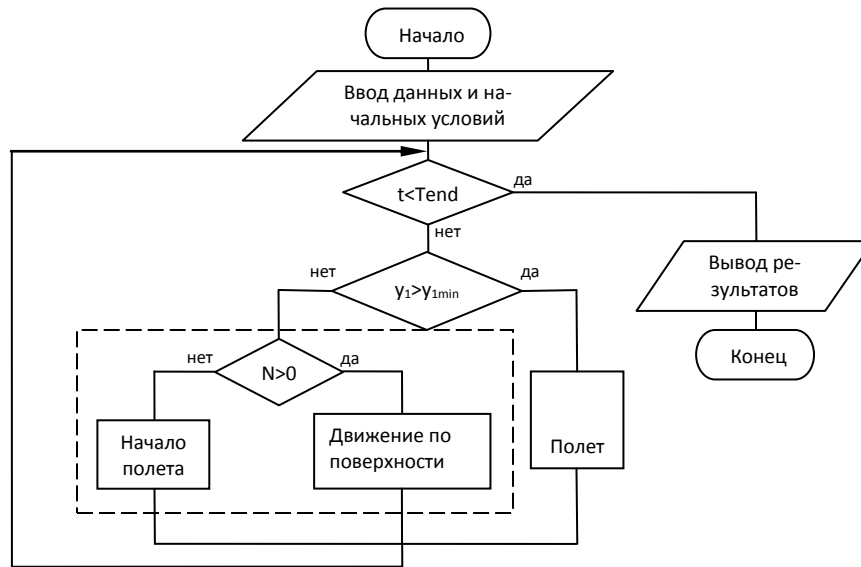 Начало
Ввод данных и на-
чальных условий
да
t<Tend
нет
нет
да
y₁>y₁min
Вывод ре-
зультатов
нет
да
N>0
Конец
Начало
полета
Движение по
поверхности
Полет